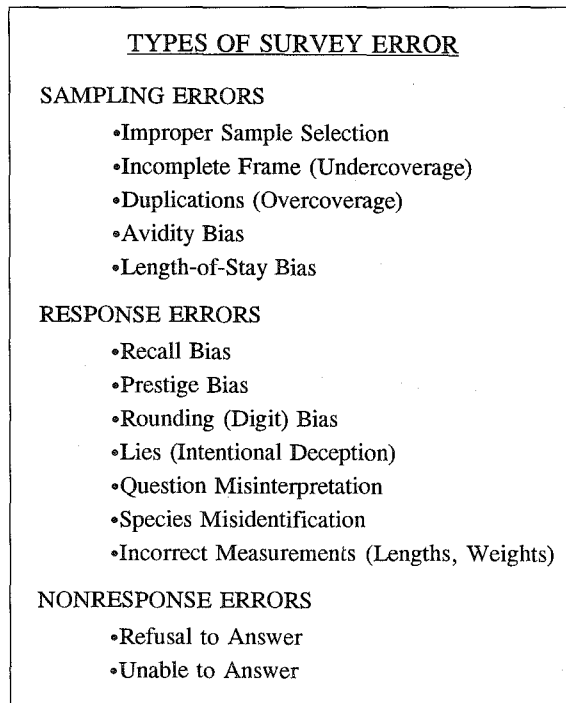 TYPES OF SURVEY ERROR
SAMPLING ERRORS
•Improper Sample Selection
•Incomplete Frame (Undercoverage)
•Duplications (Overcoverage)
•Avidity Bias
•Length-of-Stay Bias
RESPONSE ERRORS
•Recall Bias
•Prestige Bias
•Rounding (Digit) Bias
•Lies (Intentional Deception)
•Question Misinterpretation
•Species Misidentification
•Incorrect Measurements (Lengths, Weights)
NONRESPONSE ERRORS
•Refusal to Answer
•Unable to Answer